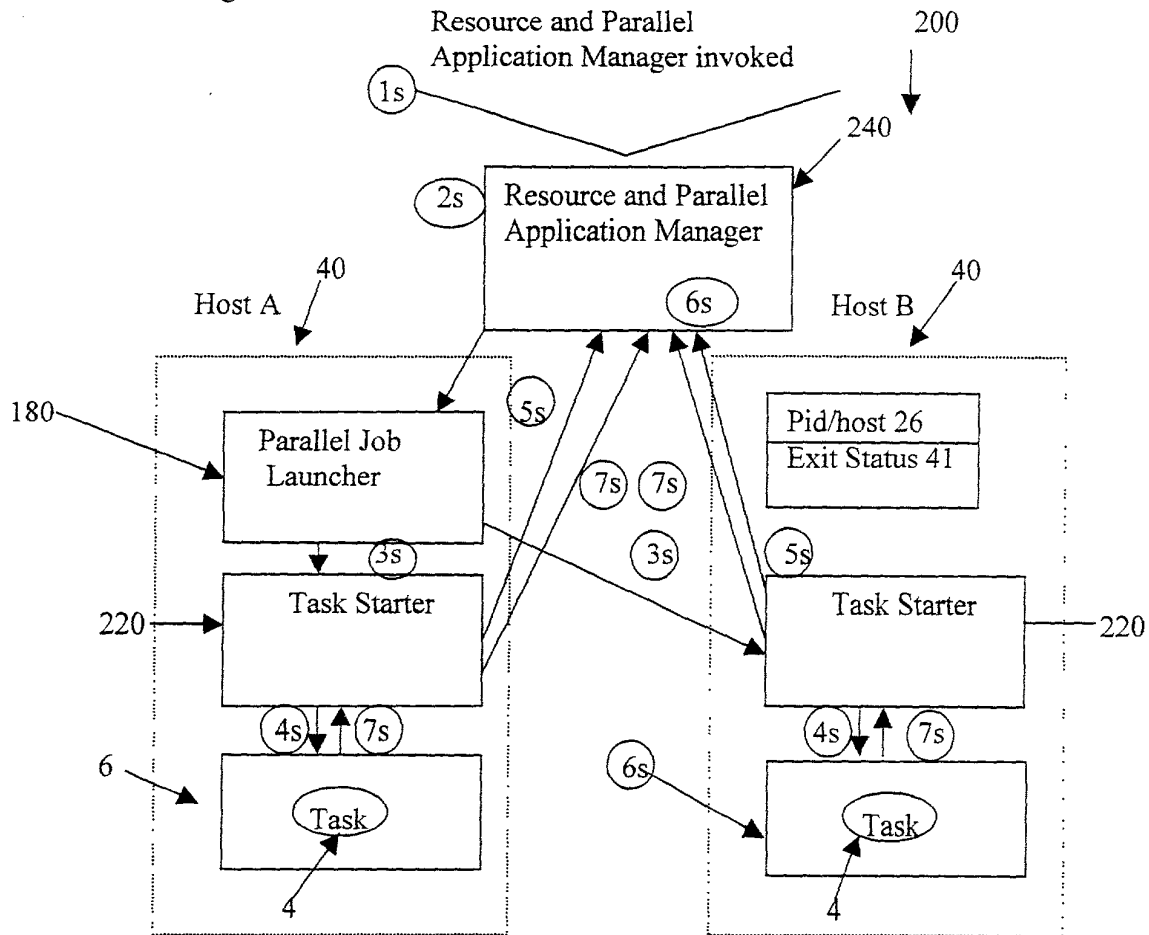 Resource and Parallel
Application Manager invoked
200
1s
240
2s
Resource and Parallel
Application Manager
6s
Host A
40
Host B
40
180
Parallel Job
Launcher
5s
Pid/host 26
Exit Status 41
7s
7s
3s
3s
5s
220
Task Starter
Task Starter
220
4s
7s
4s
7s
6
6s
Task
Task
4
4